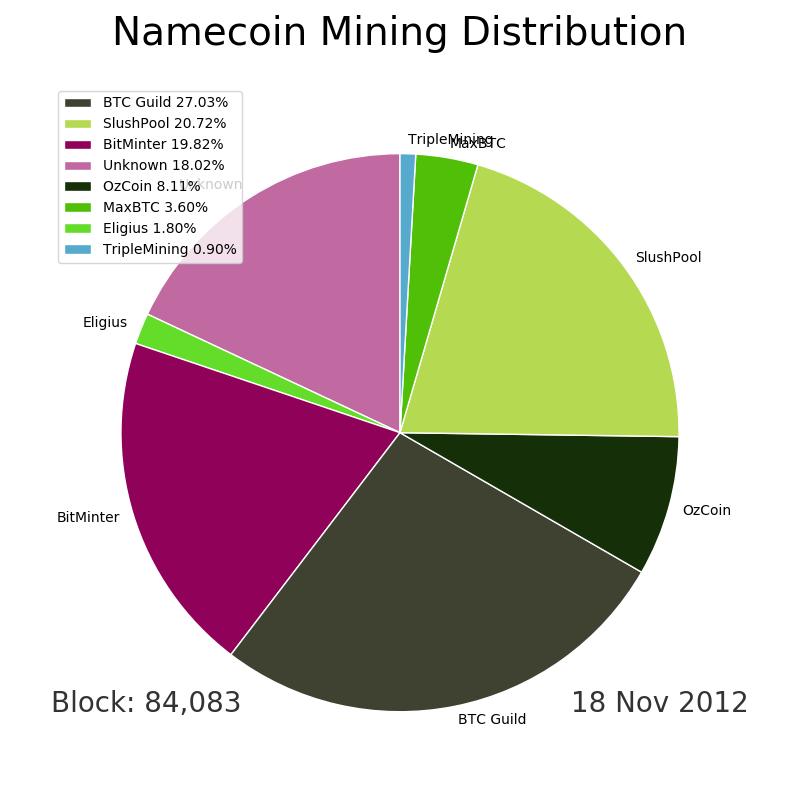 Namecoin Mining Distribution
BTC Guild 27.03%
SlushPool 20.72%
BitMinter 19.82%
Unknown 18.02%
OzCoin 8.11%
MaxBTC 3.60%
Eligius 1.80%
TripleMining 0.90%
TripleMining
MaxBTC
Unknown
SlushPool
Eligius
OzCoin
BitMinter
BTC Guild
Block: 84,083
18 Nov 2012